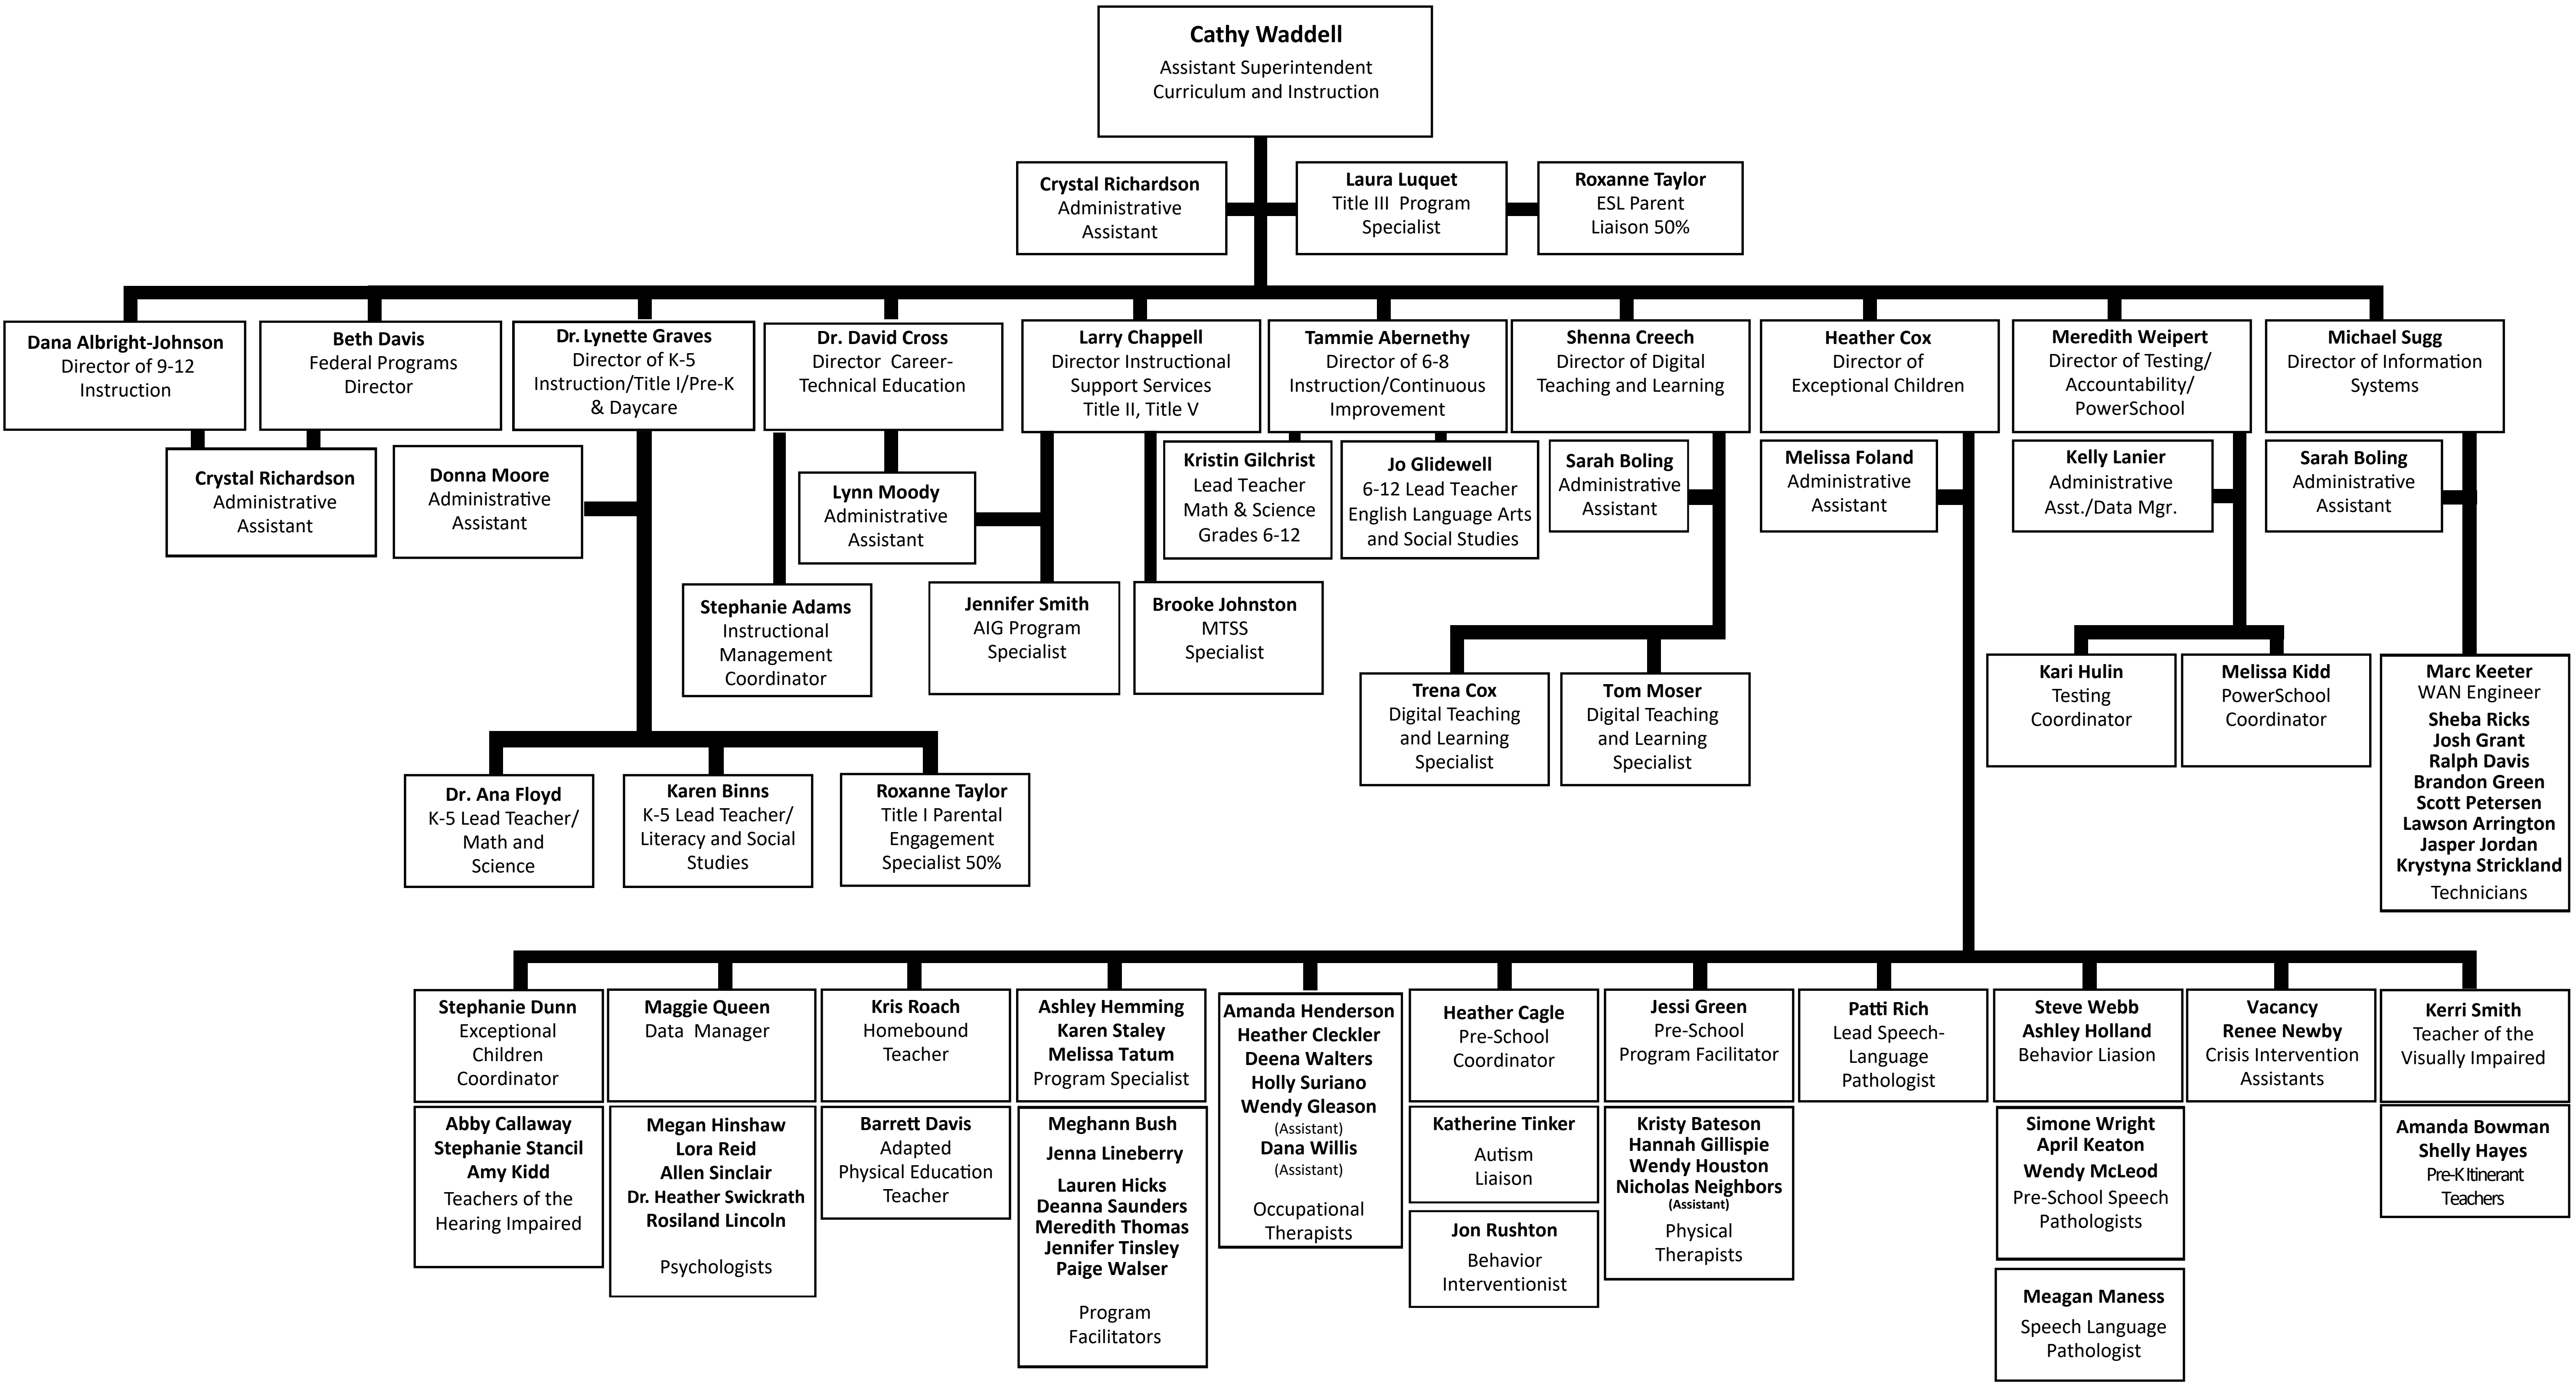 Cathy Waddell
Assistant Superintendent
Curriculum and Instruction
Crystal Richardson
Administrative
Assistant
Laura Luquet
Title III Program
Specialist
Roxanne Taylor
ESL Parent
Liaison 50%
Dana Albright-Johnson
Director of 9-12
Instruction
Beth Davis
Federal Programs
Director
Dr. Lynette Graves
Director of K-5
Instruction/Title I/Pre-K
& Daycare
Dr. David Cross
Director Career-
Technical Education
Larry Chappell
Director Instructional
Support Services
Title II, Title V
Tammie Abernethy
Director of 6-8
Instruction/Continuous
Improvement
Shenna Creech
Director of Digital
Teaching and Learning
Heather Cox
Director of
Exceptional Children
Meredith Weipert
Director of Testing/
Accountability/
PowerSchool
Michael Sugg
Director of Information
Systems
Crystal Richardson
Administrative
Assistant
Donna Moore
Administrative
Assistant
Lynn Moody
Administrative
Assistant
Kristin Gilchrist
Lead Teacher
Math & Science
Grades 6-12
Jo Glidewell
6-12 Lead Teacher
English Language Arts
and Social Studies
Sarah Boling
Administrative
Assistant
Melissa Foland
Administrative
Assistant
Kelly Lanier
Administrative
Asst./Data Mgr.
Sarah Boling
Administrative
Assistant
Stephanie Adams
Instructional
Management
Coordinator
Jennifer Smith
AIG Program
Specialist
Brooke Johnston
MTSS
Specialist
Trena Cox
Digital Teaching
and Learning
Specialist
Tom Moser
Digital Teaching
and Learning
Specialist
Kari Hulin
Testing
Coordinator
Melissa Kidd
PowerSchool
Coordinator
Marc Keeter
WAN Engineer
Sheba Ricks
Josh Grant
Ralph Davis
Brandon Green
Scott Petersen
Lawson Arrington
Jasper Jordan
Krystyna Strickland
Technicians
Dr. Ana Floyd
K-5 Lead Teacher/
Math and
Science
Karen Binns
K-5 Lead Teacher/
Literacy and Social
Studies
Roxanne Taylor
Title I Parental
Engagement
Specialist 50%
Stephanie Dunn
Exceptional
Children
Coordinator
Maggie Queen
Data Manager
Kris Roach
Homebound
Teacher
Ashley Hemming
Karen Staley
Melissa Tatum
Program Specialist
Amanda Henderson
Heather Cleckler
Deena Walters
Holly Suriano
Wendy Gleason
(Assistant)
Dana Willis
(Assistant)
Occupational
Therapists
Heather Cagle
Pre-School
Coordinator
Jessi Green
Pre-School
Program Facilitator
Patti Rich
Lead Speech-
Language
Pathologist
Steve Webb
Ashley Holland
Behavior Liasion
Vacancy
Renee Newby
Crisis Intervention
Assistants
Kerri Smith
Teacher of the
Visually Impaired
Abby Callaway
Stephanie Stancil
Amy Kidd
Teachers of the
Hearing Impaired
Megan Hinshaw
Lora Reid
Allen Sinclair
Dr. Heather Swickrath
Rosiland Lincoln
Psychologists
Barrett Davis
Adapted
Physical Education
Teacher
Meghann Bush
Jenna Lineberry
Lauren Hicks
Deanna Saunders
Meredith Thomas
Jennifer Tinsley
Paige Walser
Program
Facilitators
Katherine Tinker
Autism
Liaison
Jon Rushton
Behavior
Interventionist
Kristy Bateson
Hannah Gillispie
Wendy Houston
Nicholas Neighbors
(Assistant)
Physical
Therapists
Simone Wright
April Keaton
Wendy McLeod
Pre-School Speech
Pathologists
Meagan Maness
Speech Language
Pathologist
Amanda Bowman
Shelly Hayes
Pre-K Itinerant
Teachers